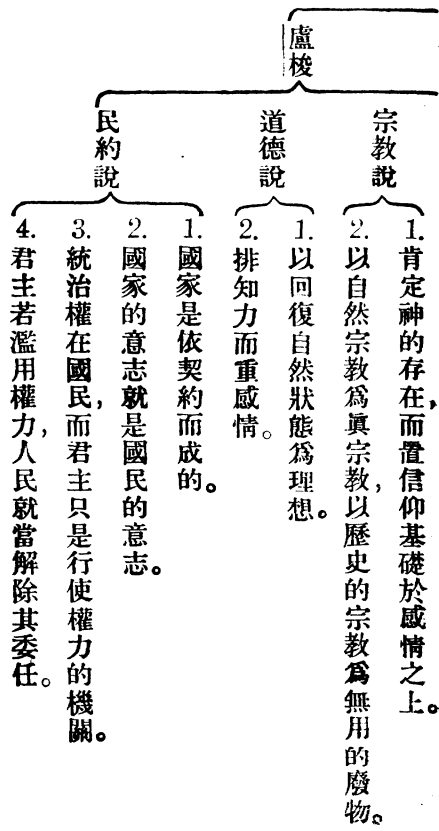 盧梭
宗教說
1. 肯定神的存在，而置信仰基礎於感情之上。
2. 以自然宗教爲眞宗教，以歷史的宗教爲無用的廢物。
道德說
1. 以回復自然狀態爲理想。
2. 排知力而重感情。
民約說
1. 國家是依契約而成的。
2. 國家的意志就是國民的意志。
3. 統治權在國民，而君主只是行使權力的機關。
4. 君主若濫用權力，人民就當解除其委任。